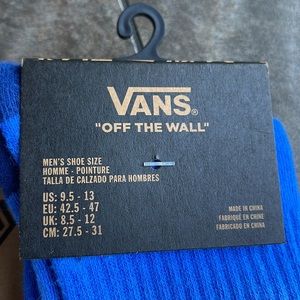 VANS
"OFF THE WALL"
MEN'S SHOE SIZE
HOMME - POINTURE
TALLA DE CALZADO PARA HOMBRES
US: 9.5 - 13
EU: 42.5 - 47
UK: 8.5 - 12
CM: 27.5 - 31
MADE IN CHINA
FABRIQUÉ EN CHINE
FABRICADO EN CHINA